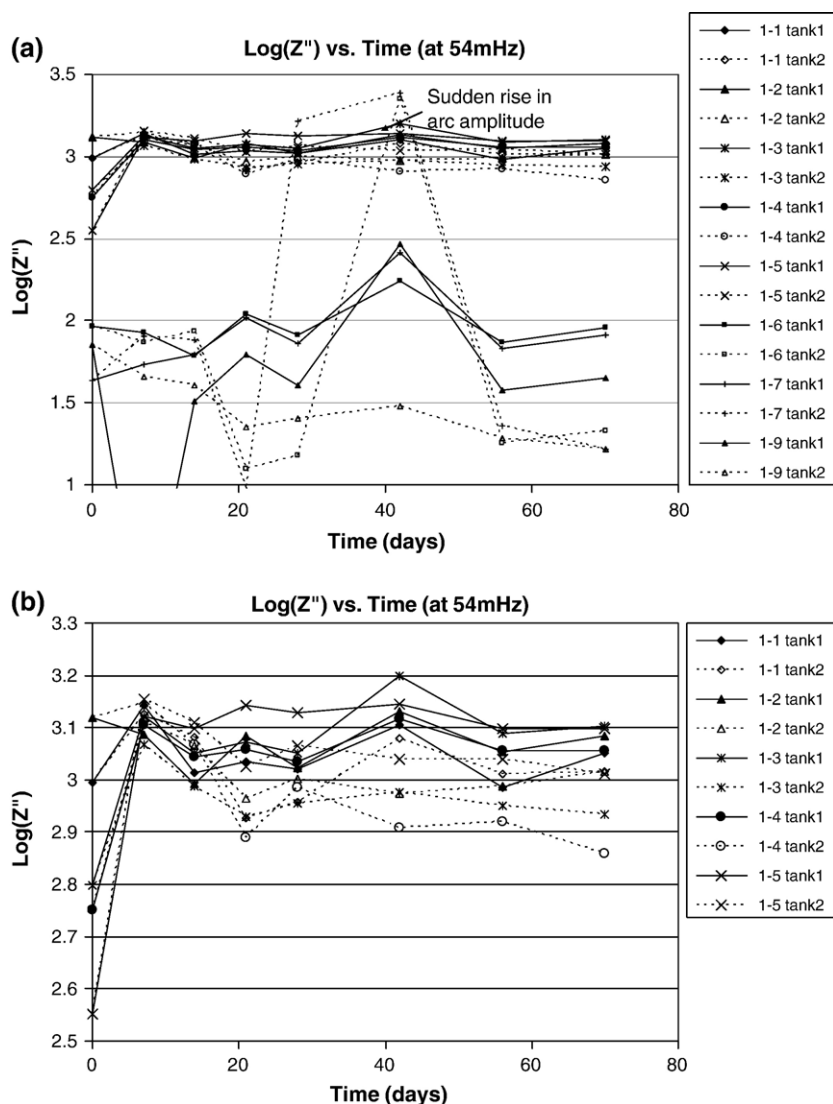 (a)
Log(Z") vs. Time (at 54mHz)
3.5
3
2.5
2
1.5
1
Log(Z")
Sudden rise in
arc amplitude
0
20
40
60
80
Time (days)
1-1 tank1
1-1 tank2
1-2 tank1
1-2 tank2
1-3 tank1
1-3 tank2
1-4 tank1
1-4 tank2
1-5 tank1
1-5 tank2
1-6 tank1
1-6 tank2
1-7 tank1
1-7 tank2
1-9 tank1
1-9 tank2
(b)
Log(Z") vs. Time (at 54mHz)
3.3
3.2
3.1
3
2.9
2.8
2.7
2.6
2.5
Log(Z")
0
20
40
60
80
Time (days)
1-1 tank1
1-1 tank2
1-2 tank1
1-2 tank2
1-3 tank1
1-3 tank2
1-4 tank1
1-4 tank2
1-5 tank1
1-5 tank2